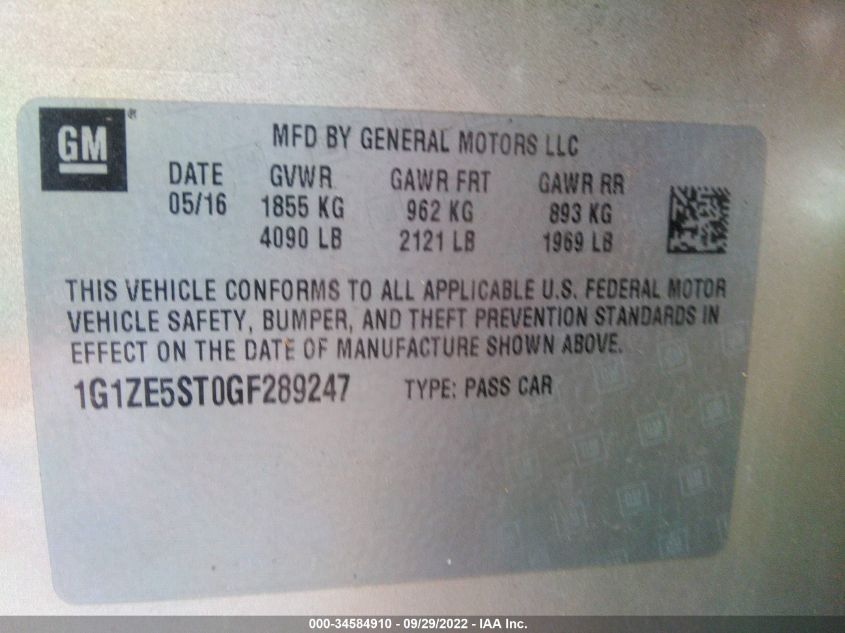 GM ®
MFD BY GENERAL MOTORS LLC
DATE GVWR GAWR FRT GAWR RR
05/16 1855 KG 962 KG 893 KG
4090 LB 2121 LB 1969 LB
THIS VEHICLE CONFORMS TO ALL APPLICABLE U.S. FEDERAL MOTOR
VEHICLE SAFETY, BUMPER, AND THEFT PREVENTION STANDARDS IN
EFFECT ON THE DATE OF MANUFACTURE SHOWN ABOVE.
1G1ZE5ST0GF289247 TYPE: PASS CAR
000-34584910 - 09/29/2022 - IAA Inc.